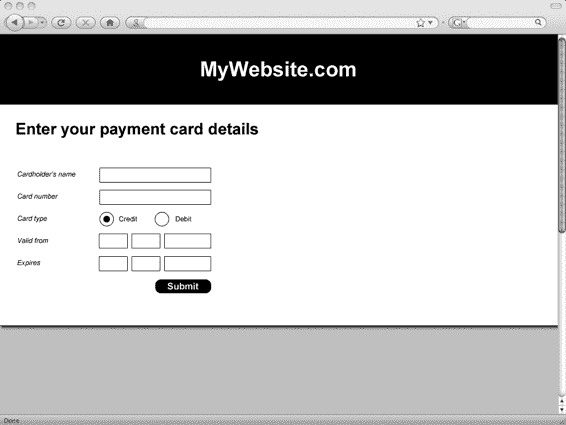 MyWebsite.com
Enter your payment card details
Cardholder's name
Card number
Card type Credit Debit
Valid from
Expires
Submit
Done